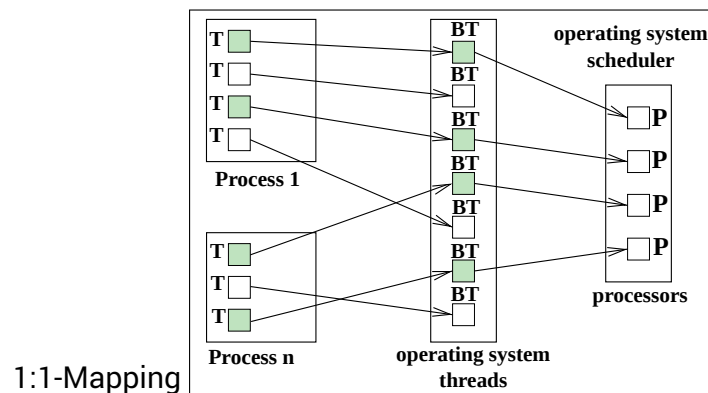 BT
T
operating system
scheduler
T
BT
T
P
BT
T
P
Process 1
BT
P
BT
T
P
T
BT
processors
T
BT
Process n
operating system
threads
1:1-Mapping